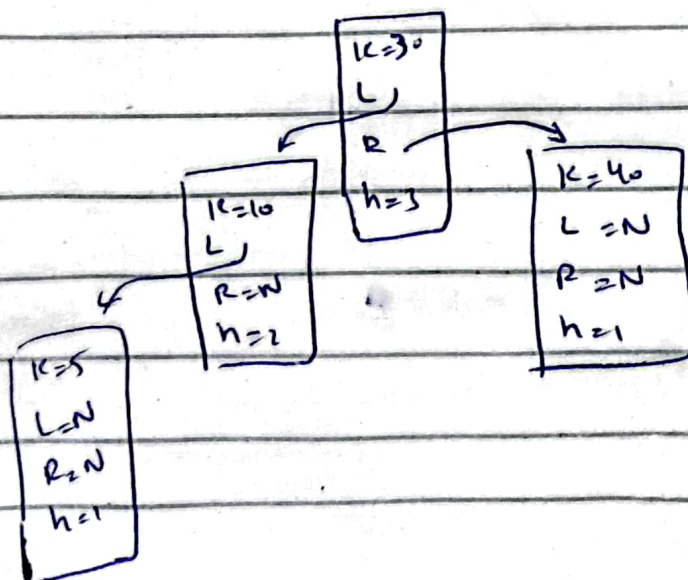 K=30
L
R
h=3
K=10
L
R=N
h=2
K=40
L=N
R=N
h=1
K=5
L=N
R=N
h=1